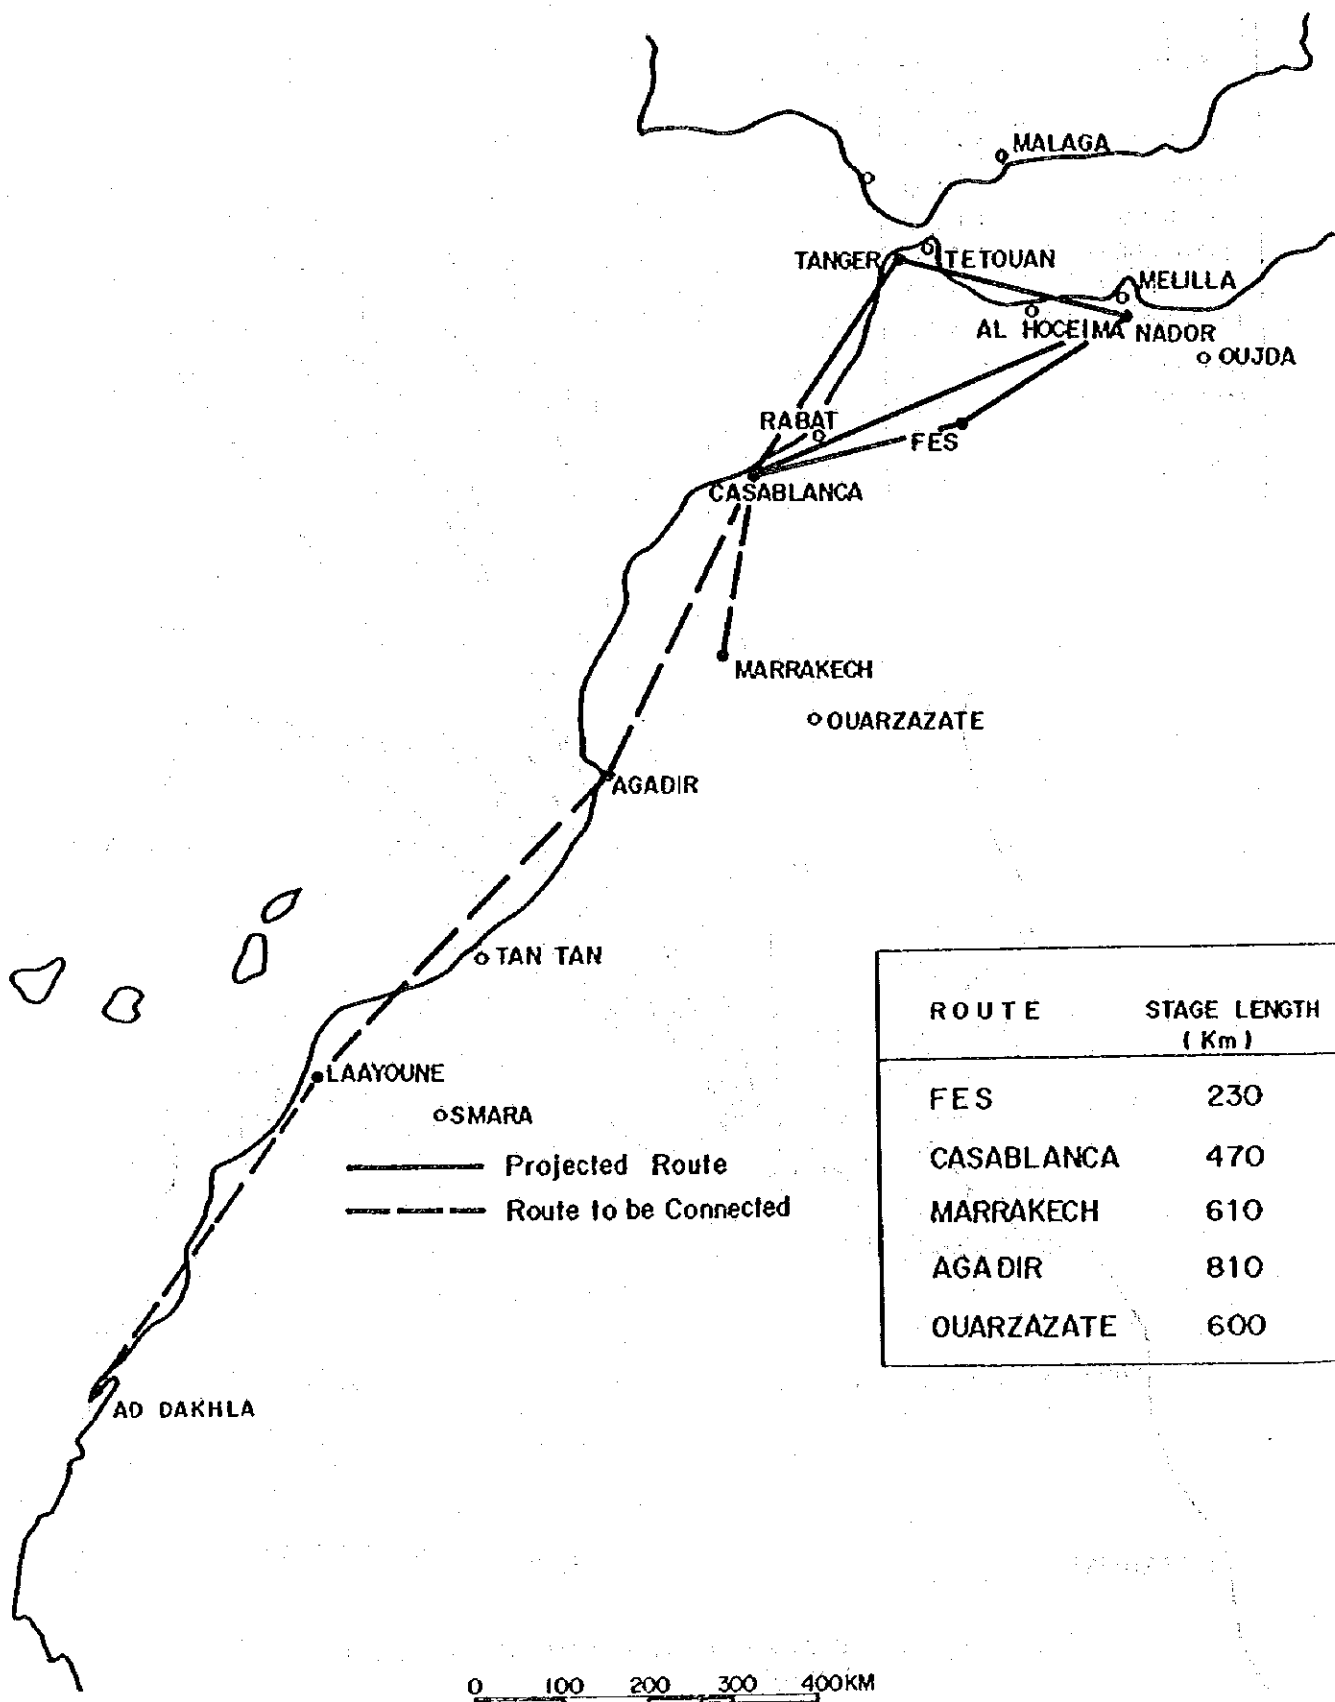 MALAGA
TANGER
TETOUAN
MELILLA
AL HOCEIMA
NADOR
OUJDA
RABAT
FES
CASABLANCA
MARRAKECH
OUARZAZATE
AGADIR
TAN TAN
LAAYOUNE
SMARA
Projected Route
Route to be Connected
AD DAKHLA
ROUTE STAGE LENGTH
(Km)
FES 230
CASABLANCA 470
MARRAKECH 610
AGADIR 810
OUARZAZATE 600
0 100 200 300 400KM